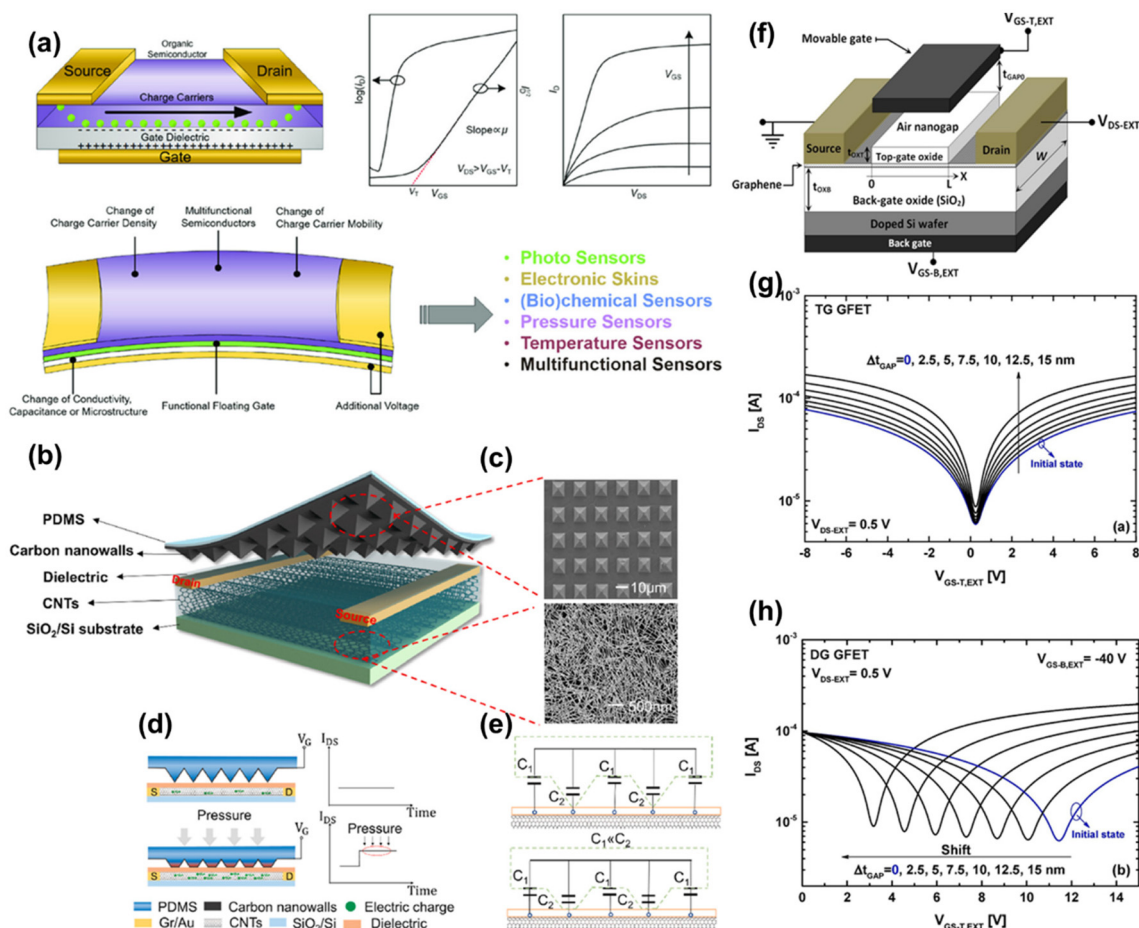 (a)
Organic
Semiconductor
Source
Drain
Charge Carriers
Gate Dielectric
Gate
log(I_D)
Slope∝μ
V_DS>V_GS-V_T
V_T
V_GS
I_D
V_GS
V_DS
Change of
Charge Carrier Density
Multifunctional
Semiconductors
Change of
Charge Carrier Mobility
Change of Conductivity,
Capacitance or Microstructure
Functional Floating Gate
Additional Voltage
• Photo Sensors
• Electronic Skins
• (Bio)chemical Sensors
• Pressure Sensors
• Temperature Sensors
• Multifunctional Sensors
(b)
PDMS
Carbon nanowalls
Dielectric
CNTs
SiO₂/Si substrate
Drain
Source
(c)
10μm
500nm
(d)
V_G
I_DS
Time
S
D
Pressure
V_G
I_DS
Pressure
Time
S
D
PDMS
Carbon nanowalls
Electric charge
Gr/Au
CNTs
SiO₂/Si
Dielectric
(e)
C₁
C₁
C₁
C₂
C₂
C₁≪C₂
C₁
C₁
C₁
C₂
C₂
(f)
Movable gate
V_GS-T,EXT
t_GAP0
Air nanogap
V_DS-EXT
Source
Drain
t_OXT
Top-gate oxide
W
Graphene
0
L
X
t_OXB
Back-gate oxide (SiO₂)
Doped Si wafer
Back gate
V_GS-B,EXT
(g)
10⁻³
TG GFET
Δt_GAP=0, 2.5, 5, 7.5, 10, 12.5, 15 nm
10⁻⁴
I_DS [A]
Initial state
10⁻⁵
V_DS-EXT= 0.5 V
(a)
-8 -6 -4 -2 0 2 4 6 8
V_GS-T,EXT [V]
(h)
10⁻³
DG GFET
V_GS-B,EXT= -40 V
V_DS-EXT= 0.5 V
10⁻⁴
I_DS [A]
10⁻⁵
Initial state
Shift
Δt_GAP=0, 2.5, 5, 7.5, 10, 12.5, 15 nm
(b)
10⁻⁶
0 2 4 6 8 10 12 14
V_GS-T,EXT [V]